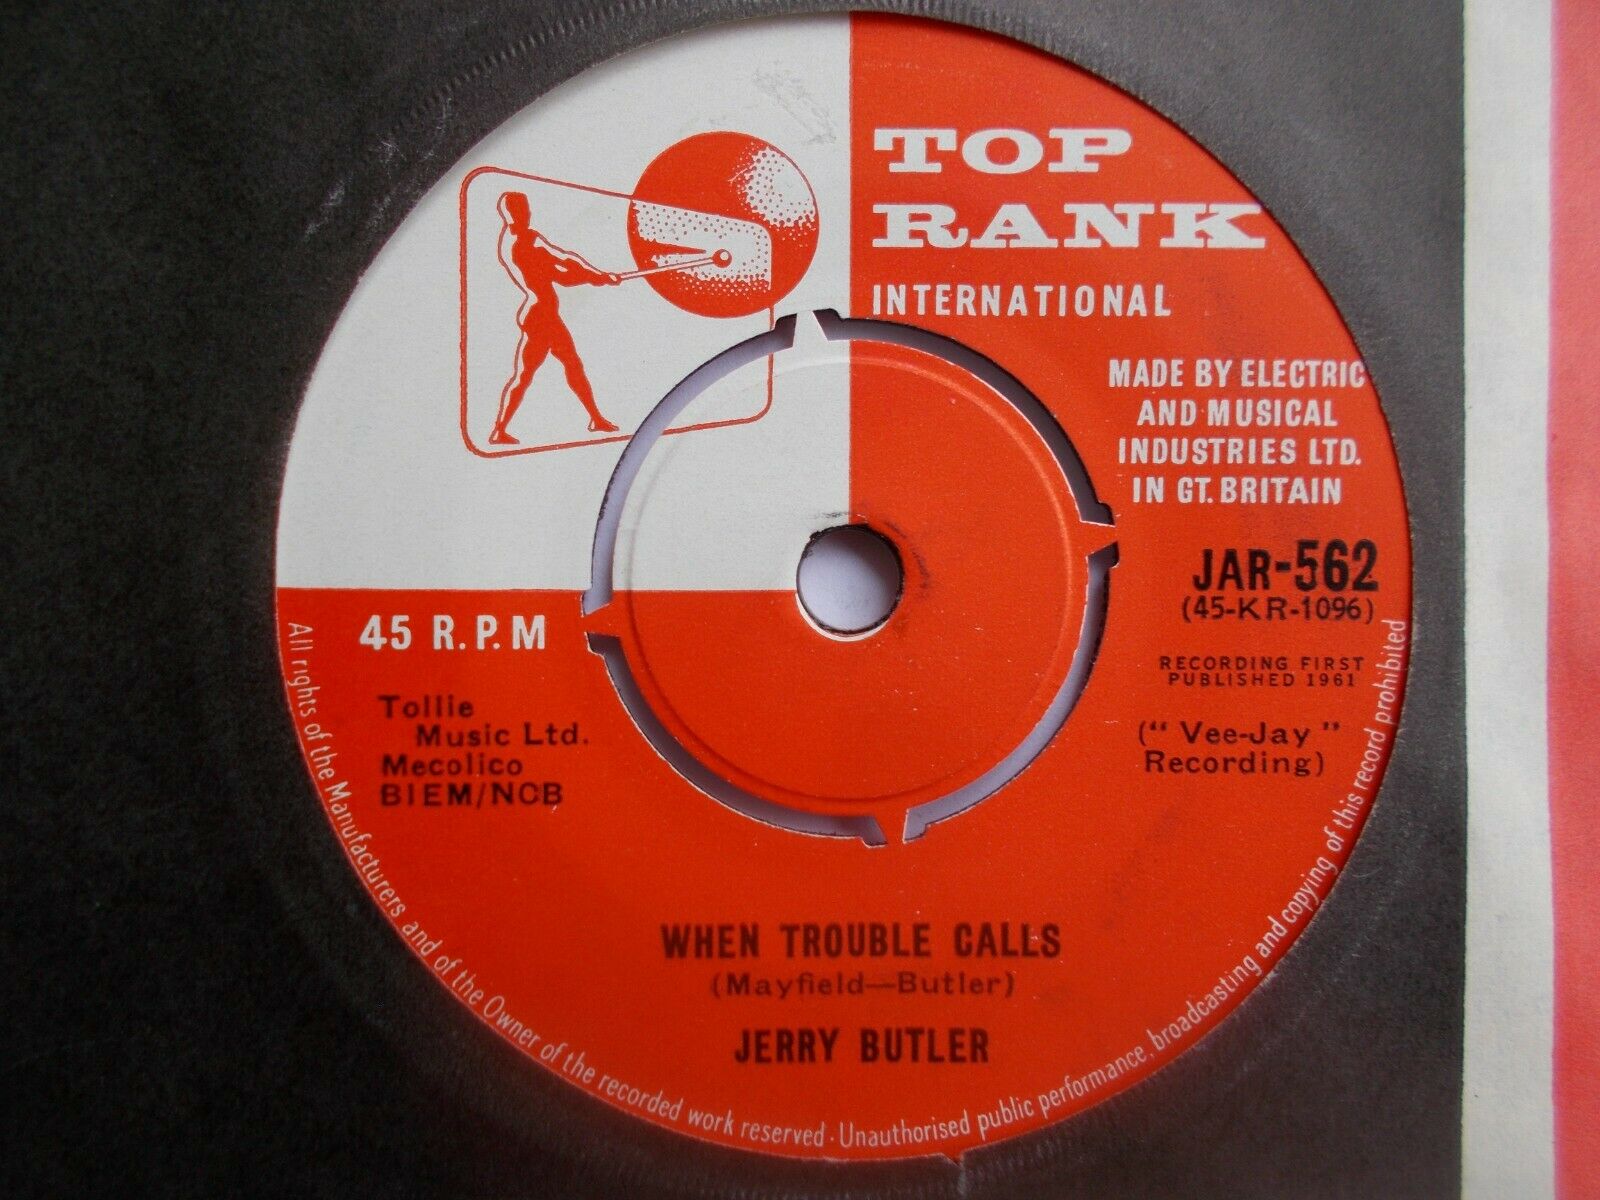 TOP
RANK
INTERNATIONAL
MADE BY ELECTRIC
AND MUSICAL
INDUSTRIES LTD.
IN GT. BRITAIN
JAR-562
(45-KR-1096)
RECORDING FIRST
PUBLISHED 1961
(" Vee-Jay "
Recording)
45 R.P.M
Tollie
Music Ltd.
Mecolico
BIEM/NCB
WHEN TROUBLE CALLS
(Mayfield—Butler)
JERRY BUTLER
All rights of the Manufacturers and of the Owner of the recorded work reserved · Unauthorised public performance, broadcasting and copying of this record prohibited